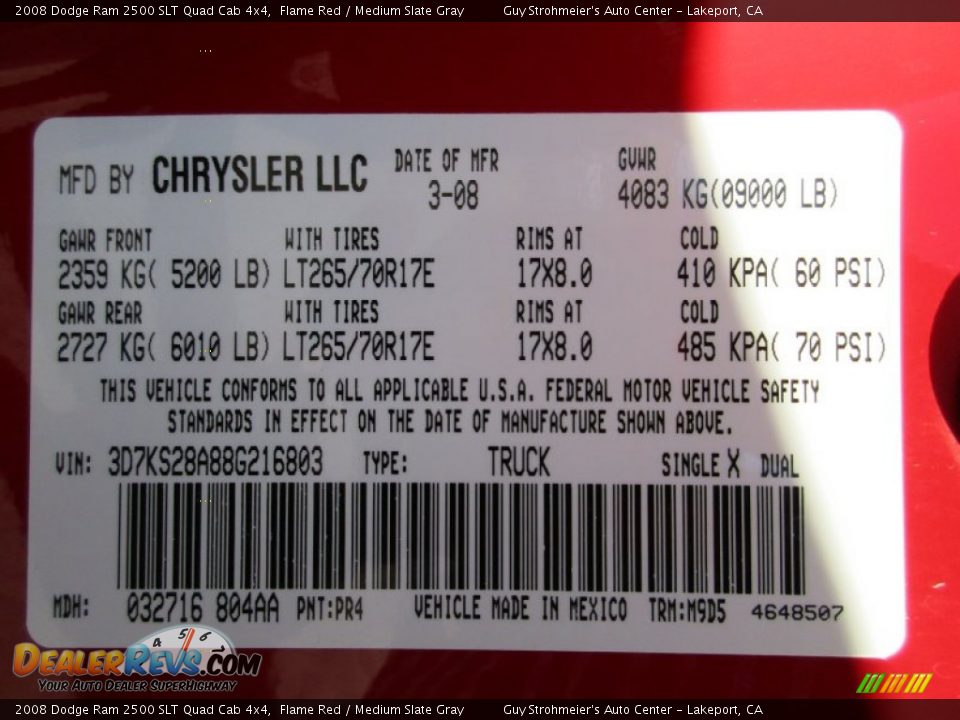 2008 Dodge Ram 2500 SLT Quad Cab 4x4, Flame Red / Medium Slate Gray Guy Strohmeier's Auto Center - Lakeport, CA
MFD BY CHRYSLER LLC DATE OF MFR GVWR
3-08 4083 KG(09000 LB)
GAWR FRONT WITH TIRES RIMS AT COLD
2359 KG( 5200 LB) LT265/70R17E 17X8.0 410 KPA( 60 PSI)
GAWR REAR WITH TIRES RIMS AT COLD
2727 KG( 6010 LB) LT265/70R17E 17X8.0 485 KPA( 70 PSI)
THIS VEHICLE CONFORMS TO ALL APPLICABLE U.S.A. FEDERAL MOTOR VEHICLE SAFETY
STANDARDS IN EFFECT ON THE DATE OF MANUFACTURE SHOWN ABOVE.
VIN: 3D7KS28A88G216803 TYPE: TRUCK SINGLE X DUAL
MDH: 032716 804AA PNT:PR4 VEHICLE MADE IN MEXICO TRM:M9D5 4648507
4 5 6 7
DEALERREVS.COM
YOUR AUTO DEALER SUPERHIGHWAY
2008 Dodge Ram 2500 SLT Quad Cab 4x4, Flame Red / Medium Slate Gray Guy Strohmeier's Auto Center - Lakeport, CA